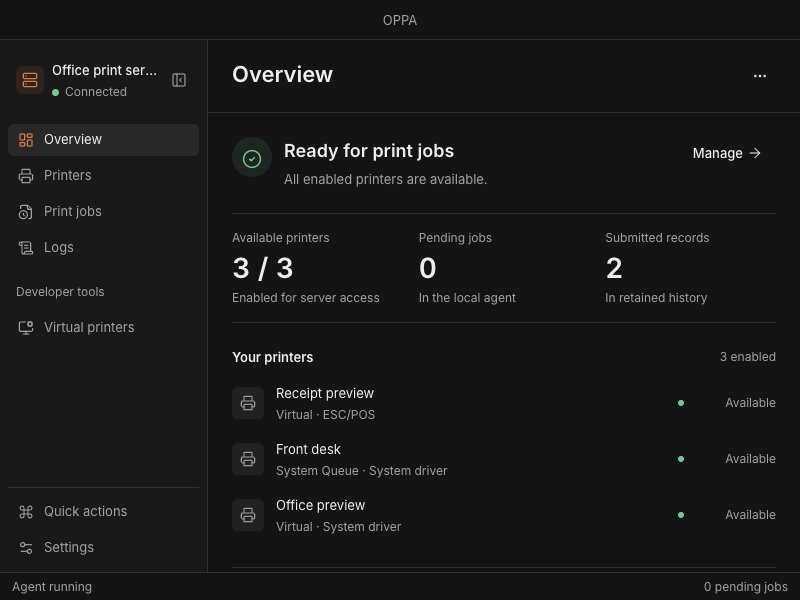 OPPA
Office print ser...
Connected
Overview
Printers
Print jobs
Logs
Developer tools
Virtual printers
Quick actions
Settings
Overview
Ready for print jobs
All enabled printers are available.
Manage
Available printers
3 / 3
Enabled for server access
Pending jobs
0
In the local agent
Submitted records
2
In retained history
Your printers
3 enabled
Receipt preview
Virtual · ESC/POS
Available
Front desk
System Queue · System driver
Available
Office preview
Virtual · System driver
Available
Agent running
0 pending jobs